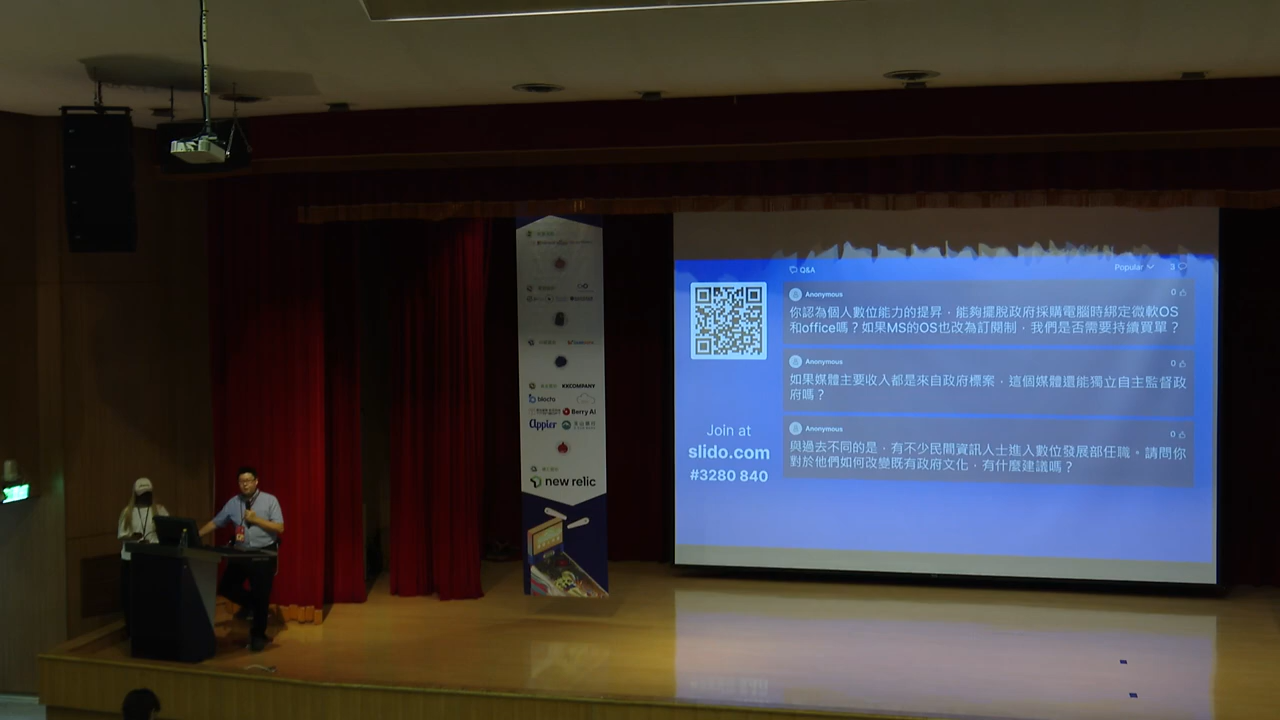 Q&A
Popular
3
Anonymous
0
你認為個人數位能力的提昇，能夠擺脫政府採購電腦時綁定微軟OS
和office嗎？如果MS的OS也改為訂閱制，我們是否需要持續買單？
Anonymous
0
如果媒體主要收入都是來自政府標案，這個媒體還能獨立自主監督政
府嗎？
Anonymous
0
與過去不同的是，有不少民間資訊人士進入數位發展部任職。請問你
對於他們如何改變既有政府文化，有什麼建議嗎？
Join at
slido.com
#3280 840
KKCOMPANY
blocto
Berry AI
Appier
new relic